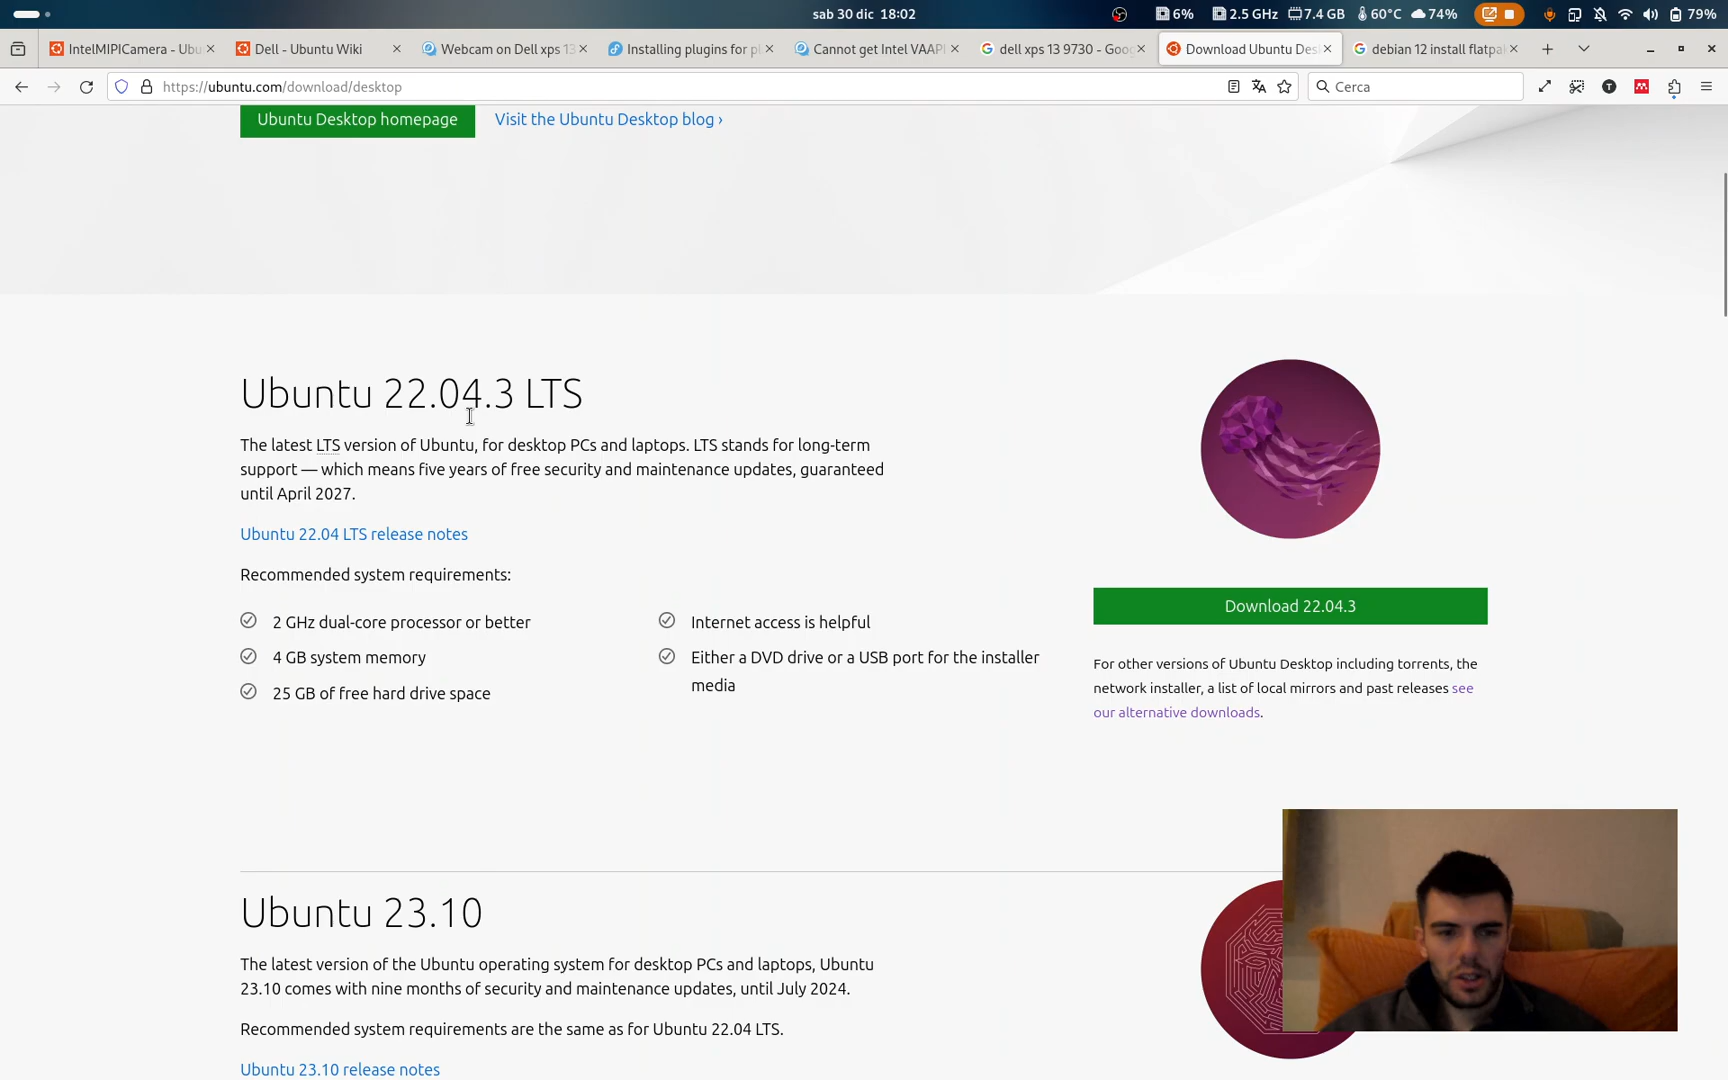 sab 30 dic 18:02
6%
2.5 GHz
7.4 GB
60°C
74%
79%
IntelMIPICamera - Ubu
Dell - Ubuntu Wiki
Webcam on Dell xps 13
Installing plugins for pl
Cannot get Intel VAAPI
dell xps 13 9730 - Goog
Download Ubuntu Des
debian 12 install flatpa
https://ubuntu.com/download/desktop
Cerca
Ubuntu Desktop homepage
Visit the Ubuntu Desktop blog ›
Ubuntu 22.04.3 LTS
The latest LTS version of Ubuntu, for desktop PCs and laptops. LTS stands for long-term
support — which means five years of free security and maintenance updates, guaranteed
until April 2027.
Ubuntu 22.04 LTS release notes
Recommended system requirements:
2 GHz dual-core processor or better
4 GB system memory
25 GB of free hard drive space
Internet access is helpful
Either a DVD drive or a USB port for the installer
media
Download 22.04.3
For other versions of Ubuntu Desktop including torrents, the
network installer, a list of local mirrors and past releases see
our alternative downloads.
Ubuntu 23.10
The latest version of the Ubuntu operating system for desktop PCs and laptops, Ubuntu
23.10 comes with nine months of security and maintenance updates, until July 2024.
Recommended system requirements are the same as for Ubuntu 22.04 LTS.
Ubuntu 23.10 release notes